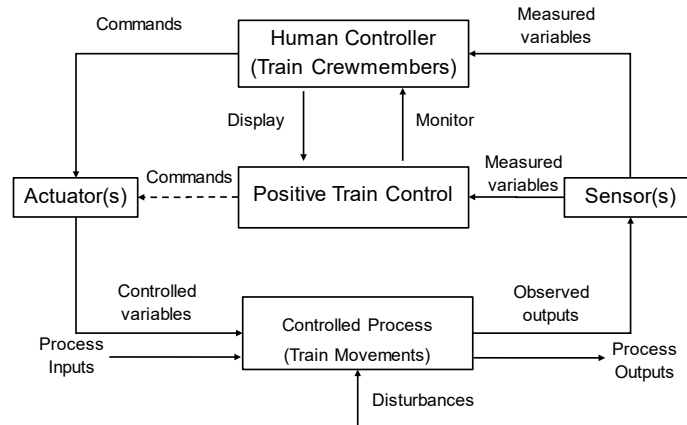 Commands
Human Controller
(Train Crewmembers)
Measured
variables
Display
Monitor
Actuator(s)
Commands
Positive Train Control
Measured
variables
Sensor(s)
Controlled
variables
Observed
outputs
Process
Inputs
Controlled Process
(Train Movements)
Process
Outputs
Disturbances